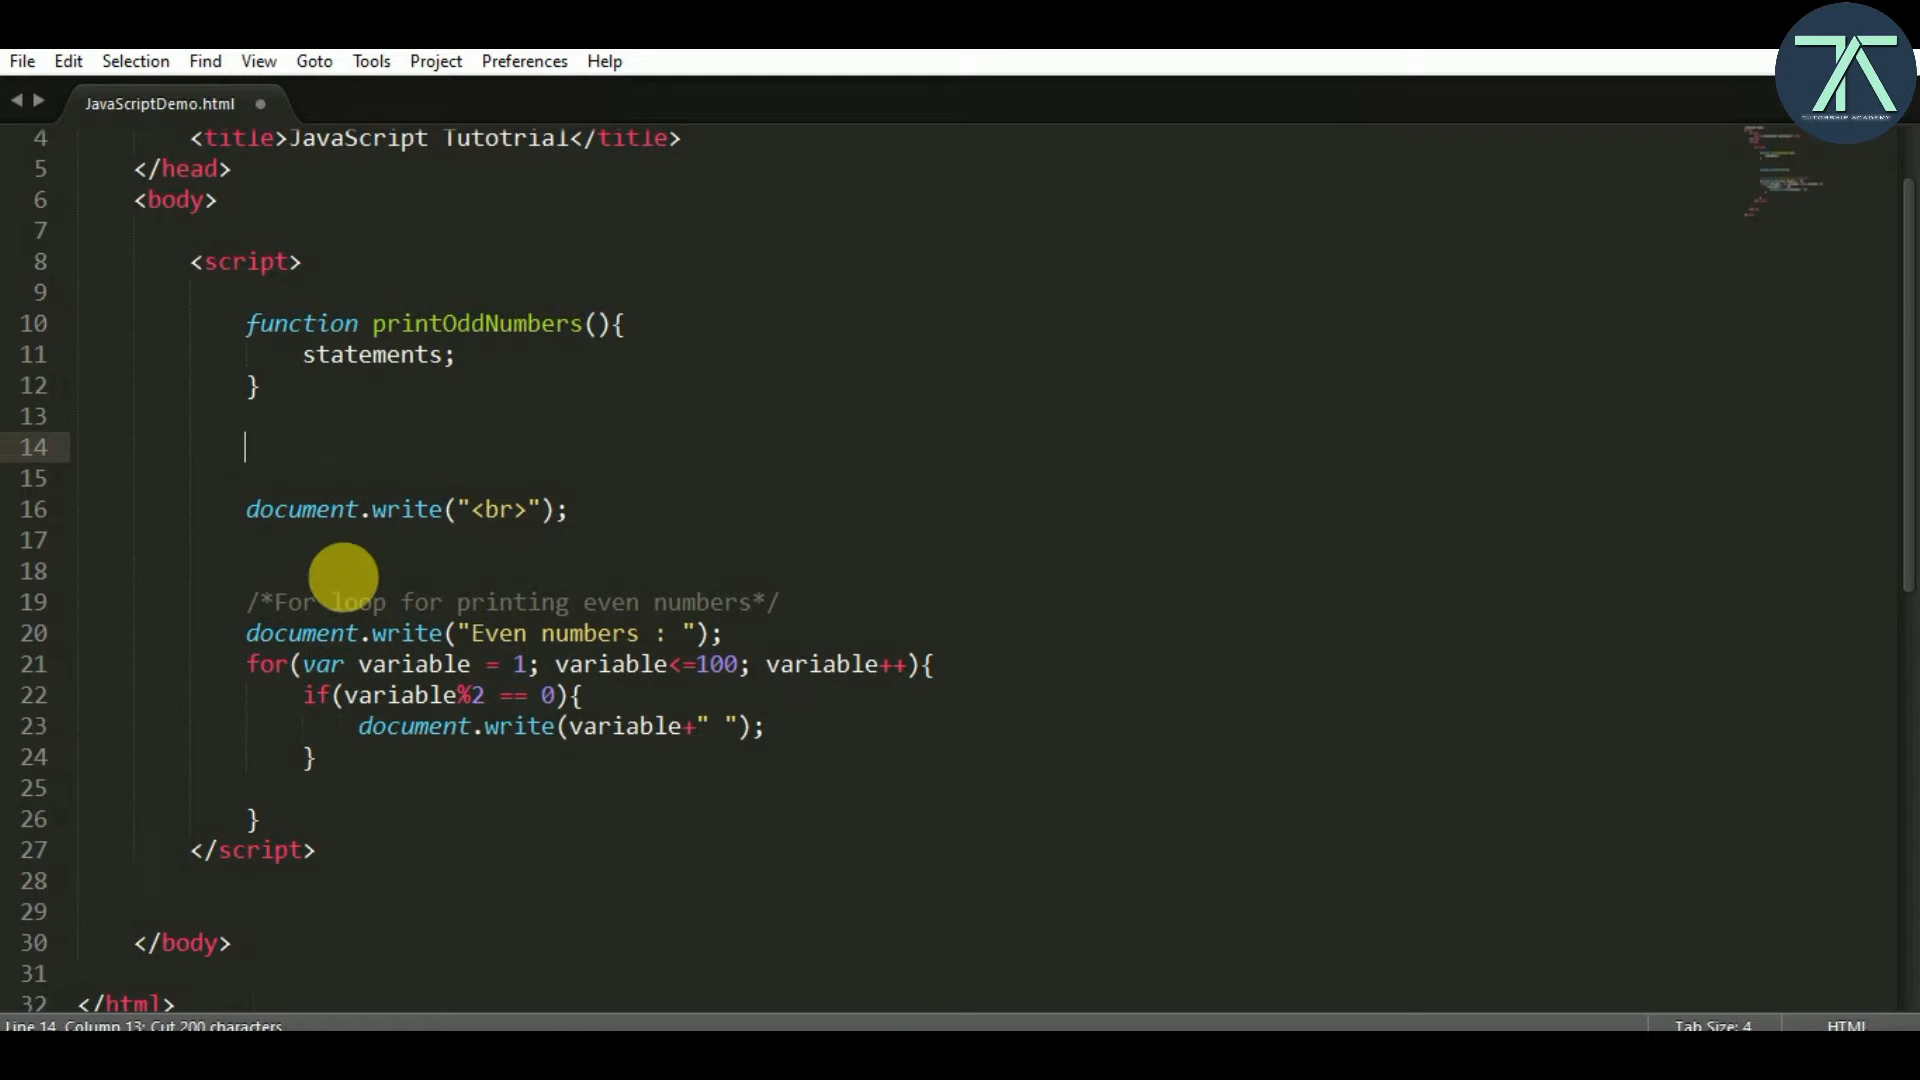 File Edit Selection Find View Goto Tools Project Preferences Help
TUTORSHIP ACADEMY
JavaScriptDemo.html
4 <title>JavaScript Tutotrial</title>
5 </head>
6 <body>
7
8 <script>
9
10 function printOddNumbers(){
11 statements;
12 }
13
14
15
16 document.write("<br>");
17
18
19 /*For loop for printing even numbers*/
20 document.write("Even numbers : ");
21 for(var variable = 1; variable<=100; variable++){
22 if(variable%2 == 0){
23 document.write(variable+" ");
24 }
25
26 }
27 </script>
28
29
30 </body>
31
32 </html>
Line 14, Column 13; Cut 200 characters Tab Size: 4 HTML